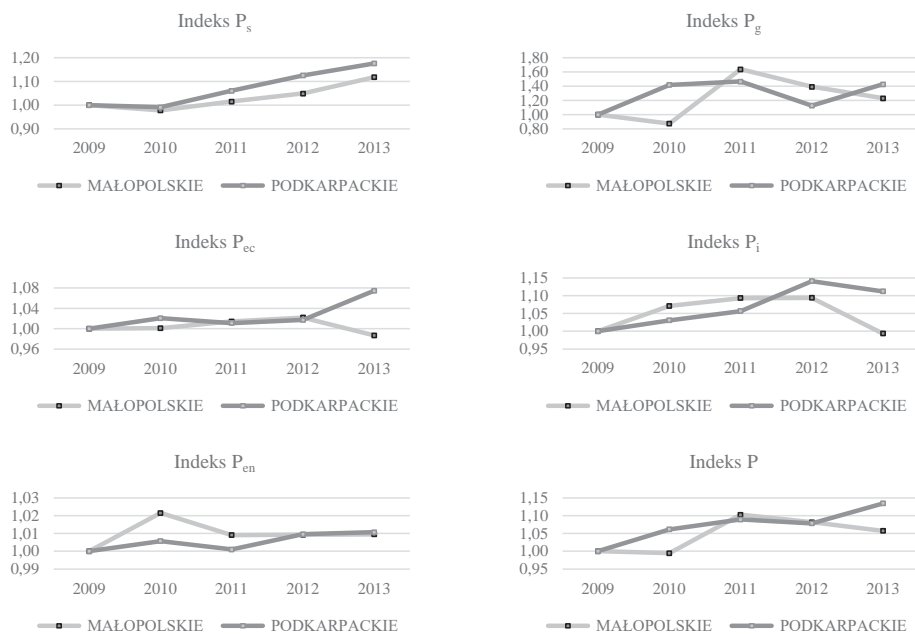 Indeks Ps
1,20
1,10
1,00
0,90
2009 2010 2011 2012 2013
MAŁOPOLSKIE PODKARPACKIE
Indeks Pg
1,80
1,60
1,40
1,20
1,00
0,80
2009 2010 2011 2012 2013
MAŁOPOLSKIE PODKARPACKIE
Indeks Pec
1,08
1,04
1,00
0,96
2009 2010 2011 2012 2013
MAŁOPOLSKIE PODKARPACKIE
Indeks Pi
1,15
1,10
1,05
1,00
0,95
2009 2010 2011 2012 2013
MAŁOPOLSKIE PODKARPACKIE
Indeks Pen
1,03
1,02
1,01
1,00
0,99
2009 2010 2011 2012 2013
MAŁOPOLSKIE PODKARPACKIE
Indeks P
1,15
1,10
1,05
1,00
0,95
2009 2010 2011 2012 2013
MAŁOPOLSKIE PODKARPACKIE